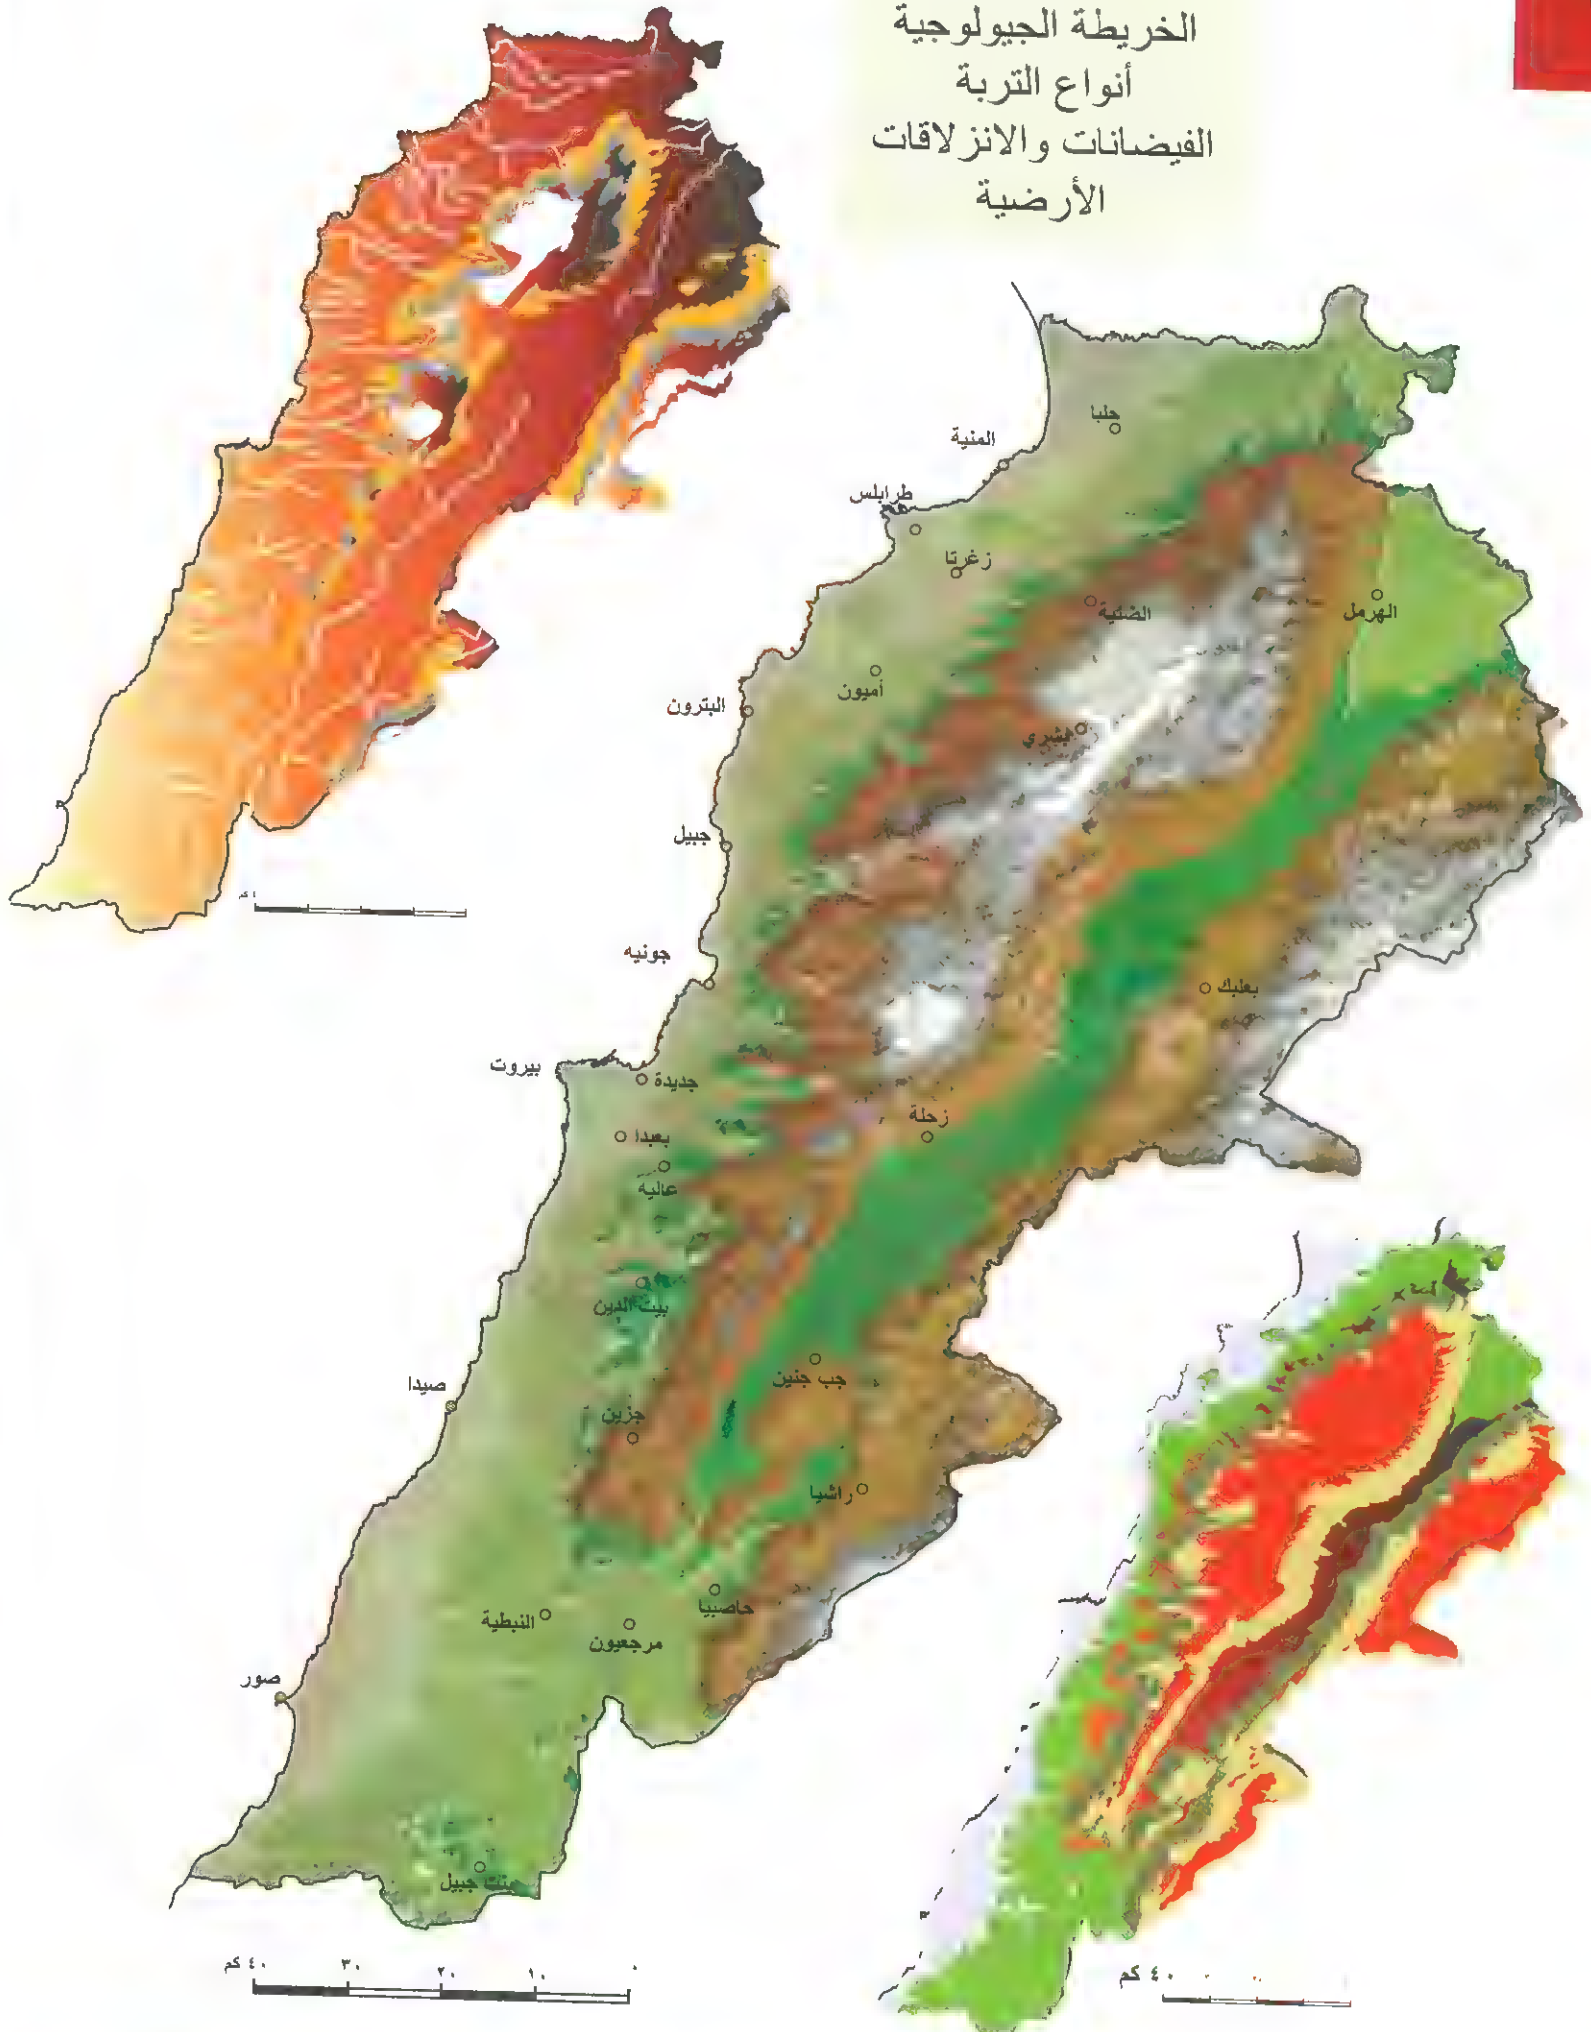 الخريطة الجيولوجية
أنواع التربة
الفيضانات والانزلاقات
الأرضية
حلبا
المنية
طرابلس
زغرتا
الضنية
الهرمل
أميون
البترون
بشري
جبيل
جونيه
بعلبك
بيروت
جديدة
زحلة
بعبدا
عاليه
بيت الدين
جب جنين
صيدا
جزين
راشيا
حاصبيا
النبطية
مرجعيون
صور
بنت جبيل
٤٠ كم ٣٠ ٢٠ ١٠ ٠
٤٠ كم